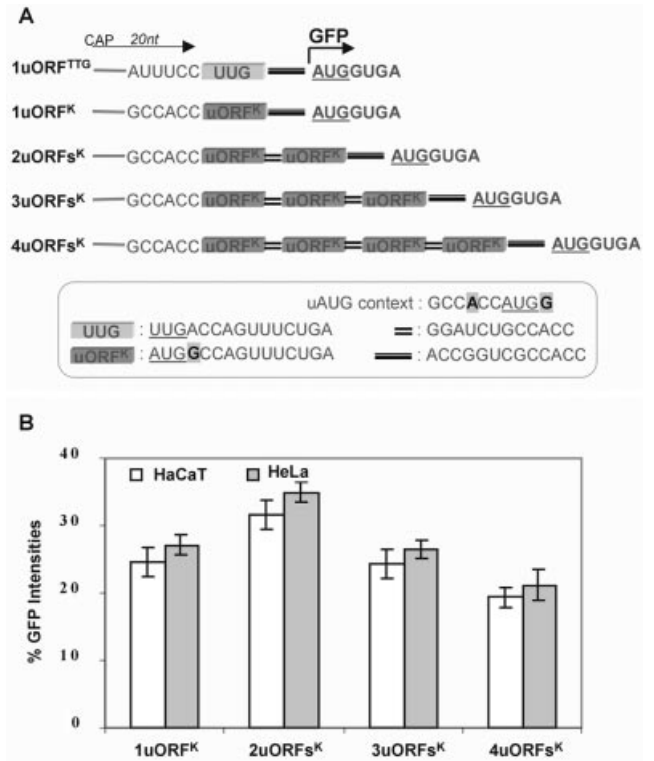 A
CAP 20nt GFP
1uORFTTG AUUUCC UUG AUGGUGA
1uORFK GCCACC uORFK AUGGUGA
2uORFsK GCCACC uORFK uORFK AUGGUGA
3uORFsK GCCACC uORFK uORFK uORFK AUGGUGA
4uORFsK GCCACC uORFK uORFK uORFK uORFK AUGGUGA
uAUG context : GCCACCAUGG
UUG : UUGACCAGUUUCUGA = : GGAUCUGCCACC
uORFK : AUGGCCAGUUUCUGA : ACCGGUCGCCACC
B
40
HaCaT HeLa
30
20
10
0
% GFP Intensities
1uORFK 2uORFsK 3uORFsK 4uORFsK